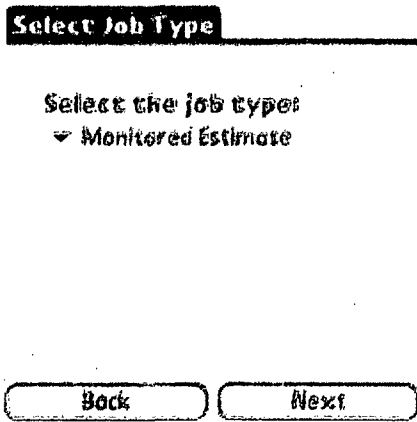 Select Job Type
Select the job type:
Monitored Estimate
Back
Next